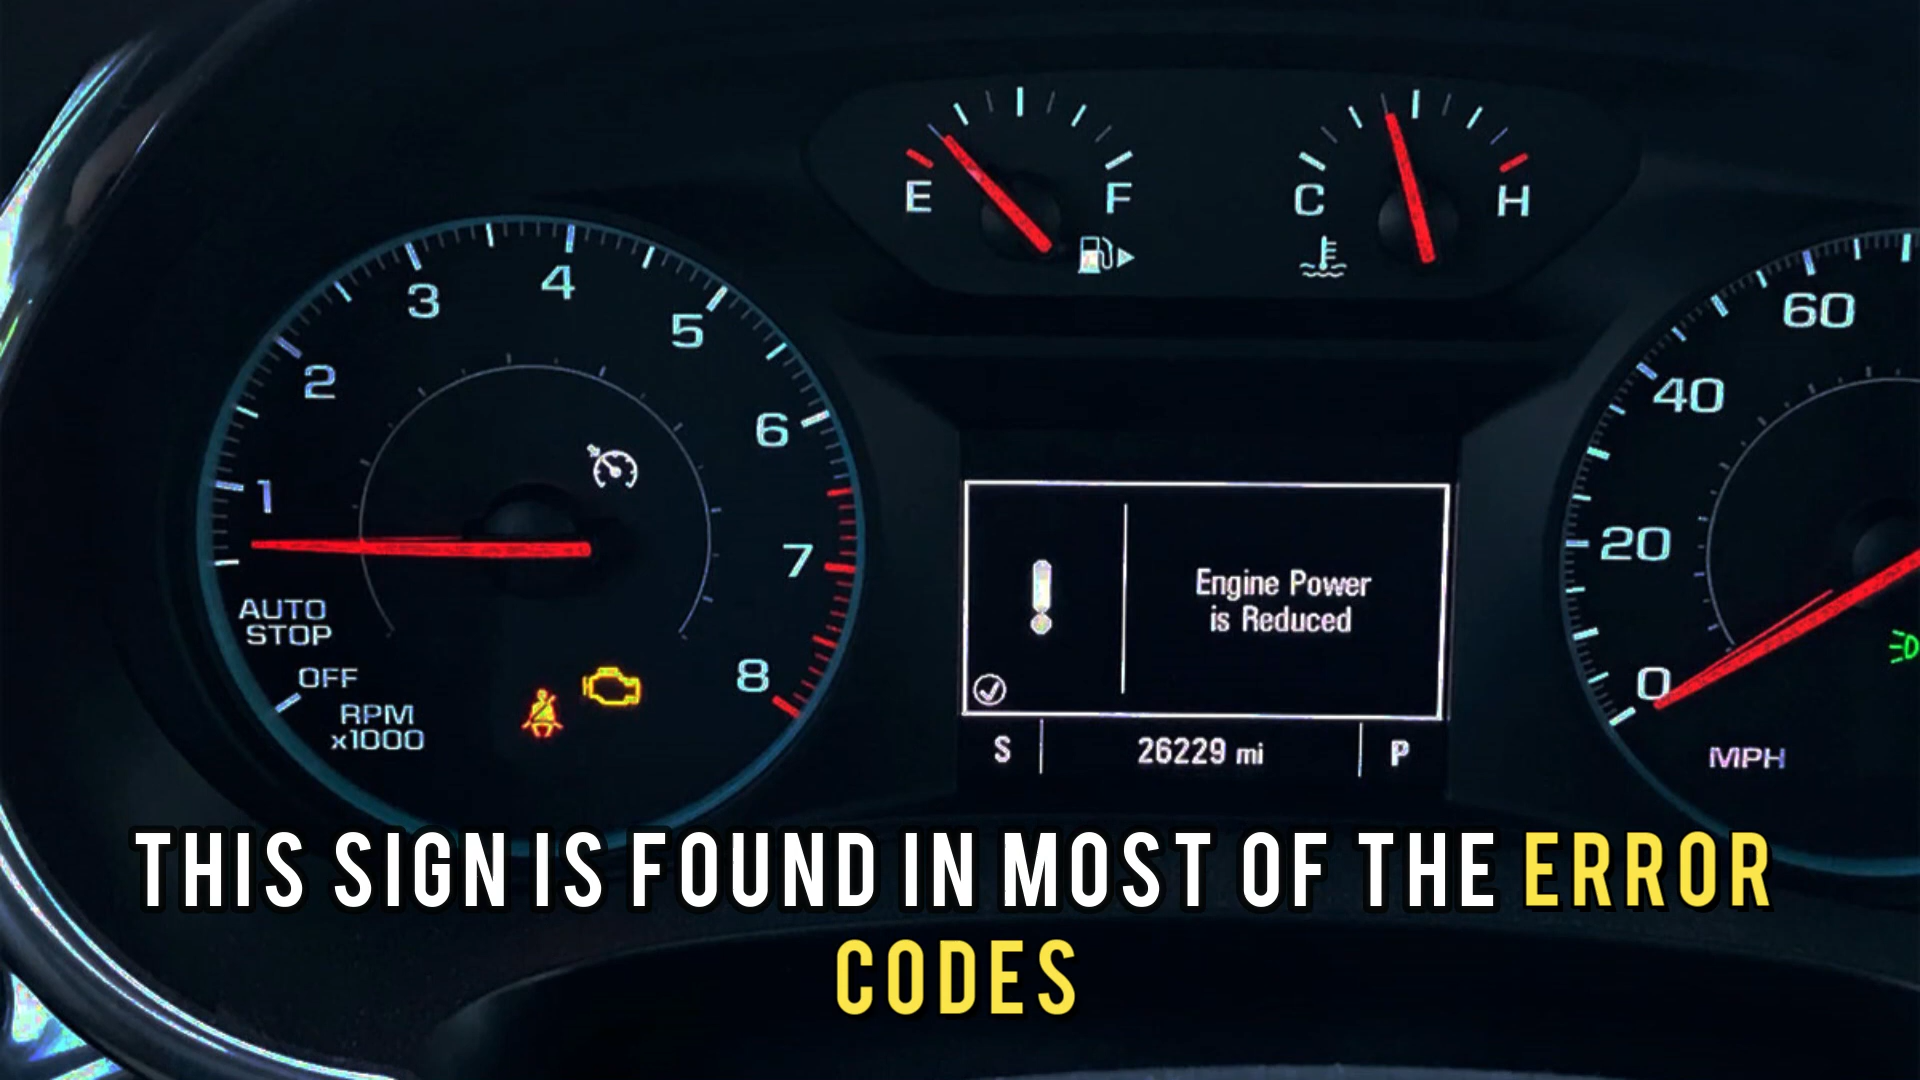 E F
C H
1
2
3
4
5
6
7
8
AUTO
STOP
OFF
RPM
x1000
Engine Power
is Reduced
S 26229 mi P
60
40
20
0
MPH
THIS SIGN IS FOUND IN MOST OF THE ERROR
CODES